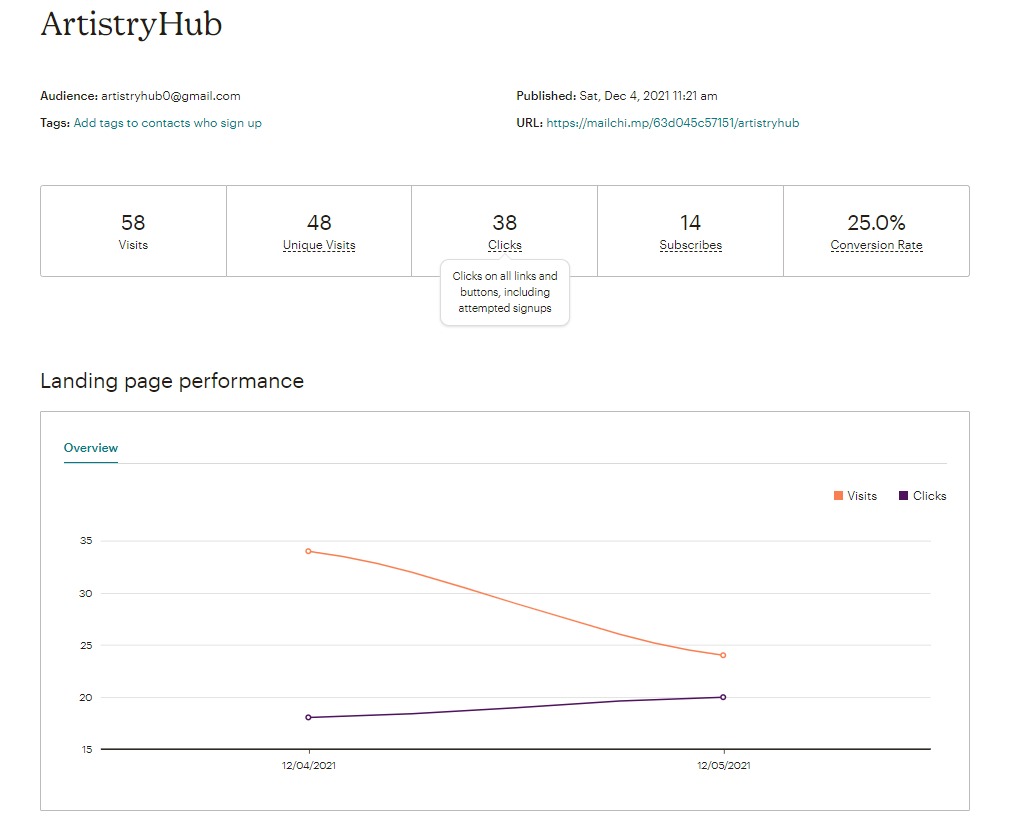 ArtistryHub
Audience: artistryhub0@gmail.com
Published: Sat, Dec 4, 2021 11:21 am
Tags: Add tags to contacts who sign up
URL: https://mailchi.mp/63d045c57151/artistryhub
58
Visits
48
Unique Visits
38
Clicks
14
Subscribes
25.0%
Conversion Rate
Clicks on all links and
buttons, including
attempted signups
Landing page performance
Overview
Visits
Clicks
35
30
25
20
15
12/04/2021
12/05/2021